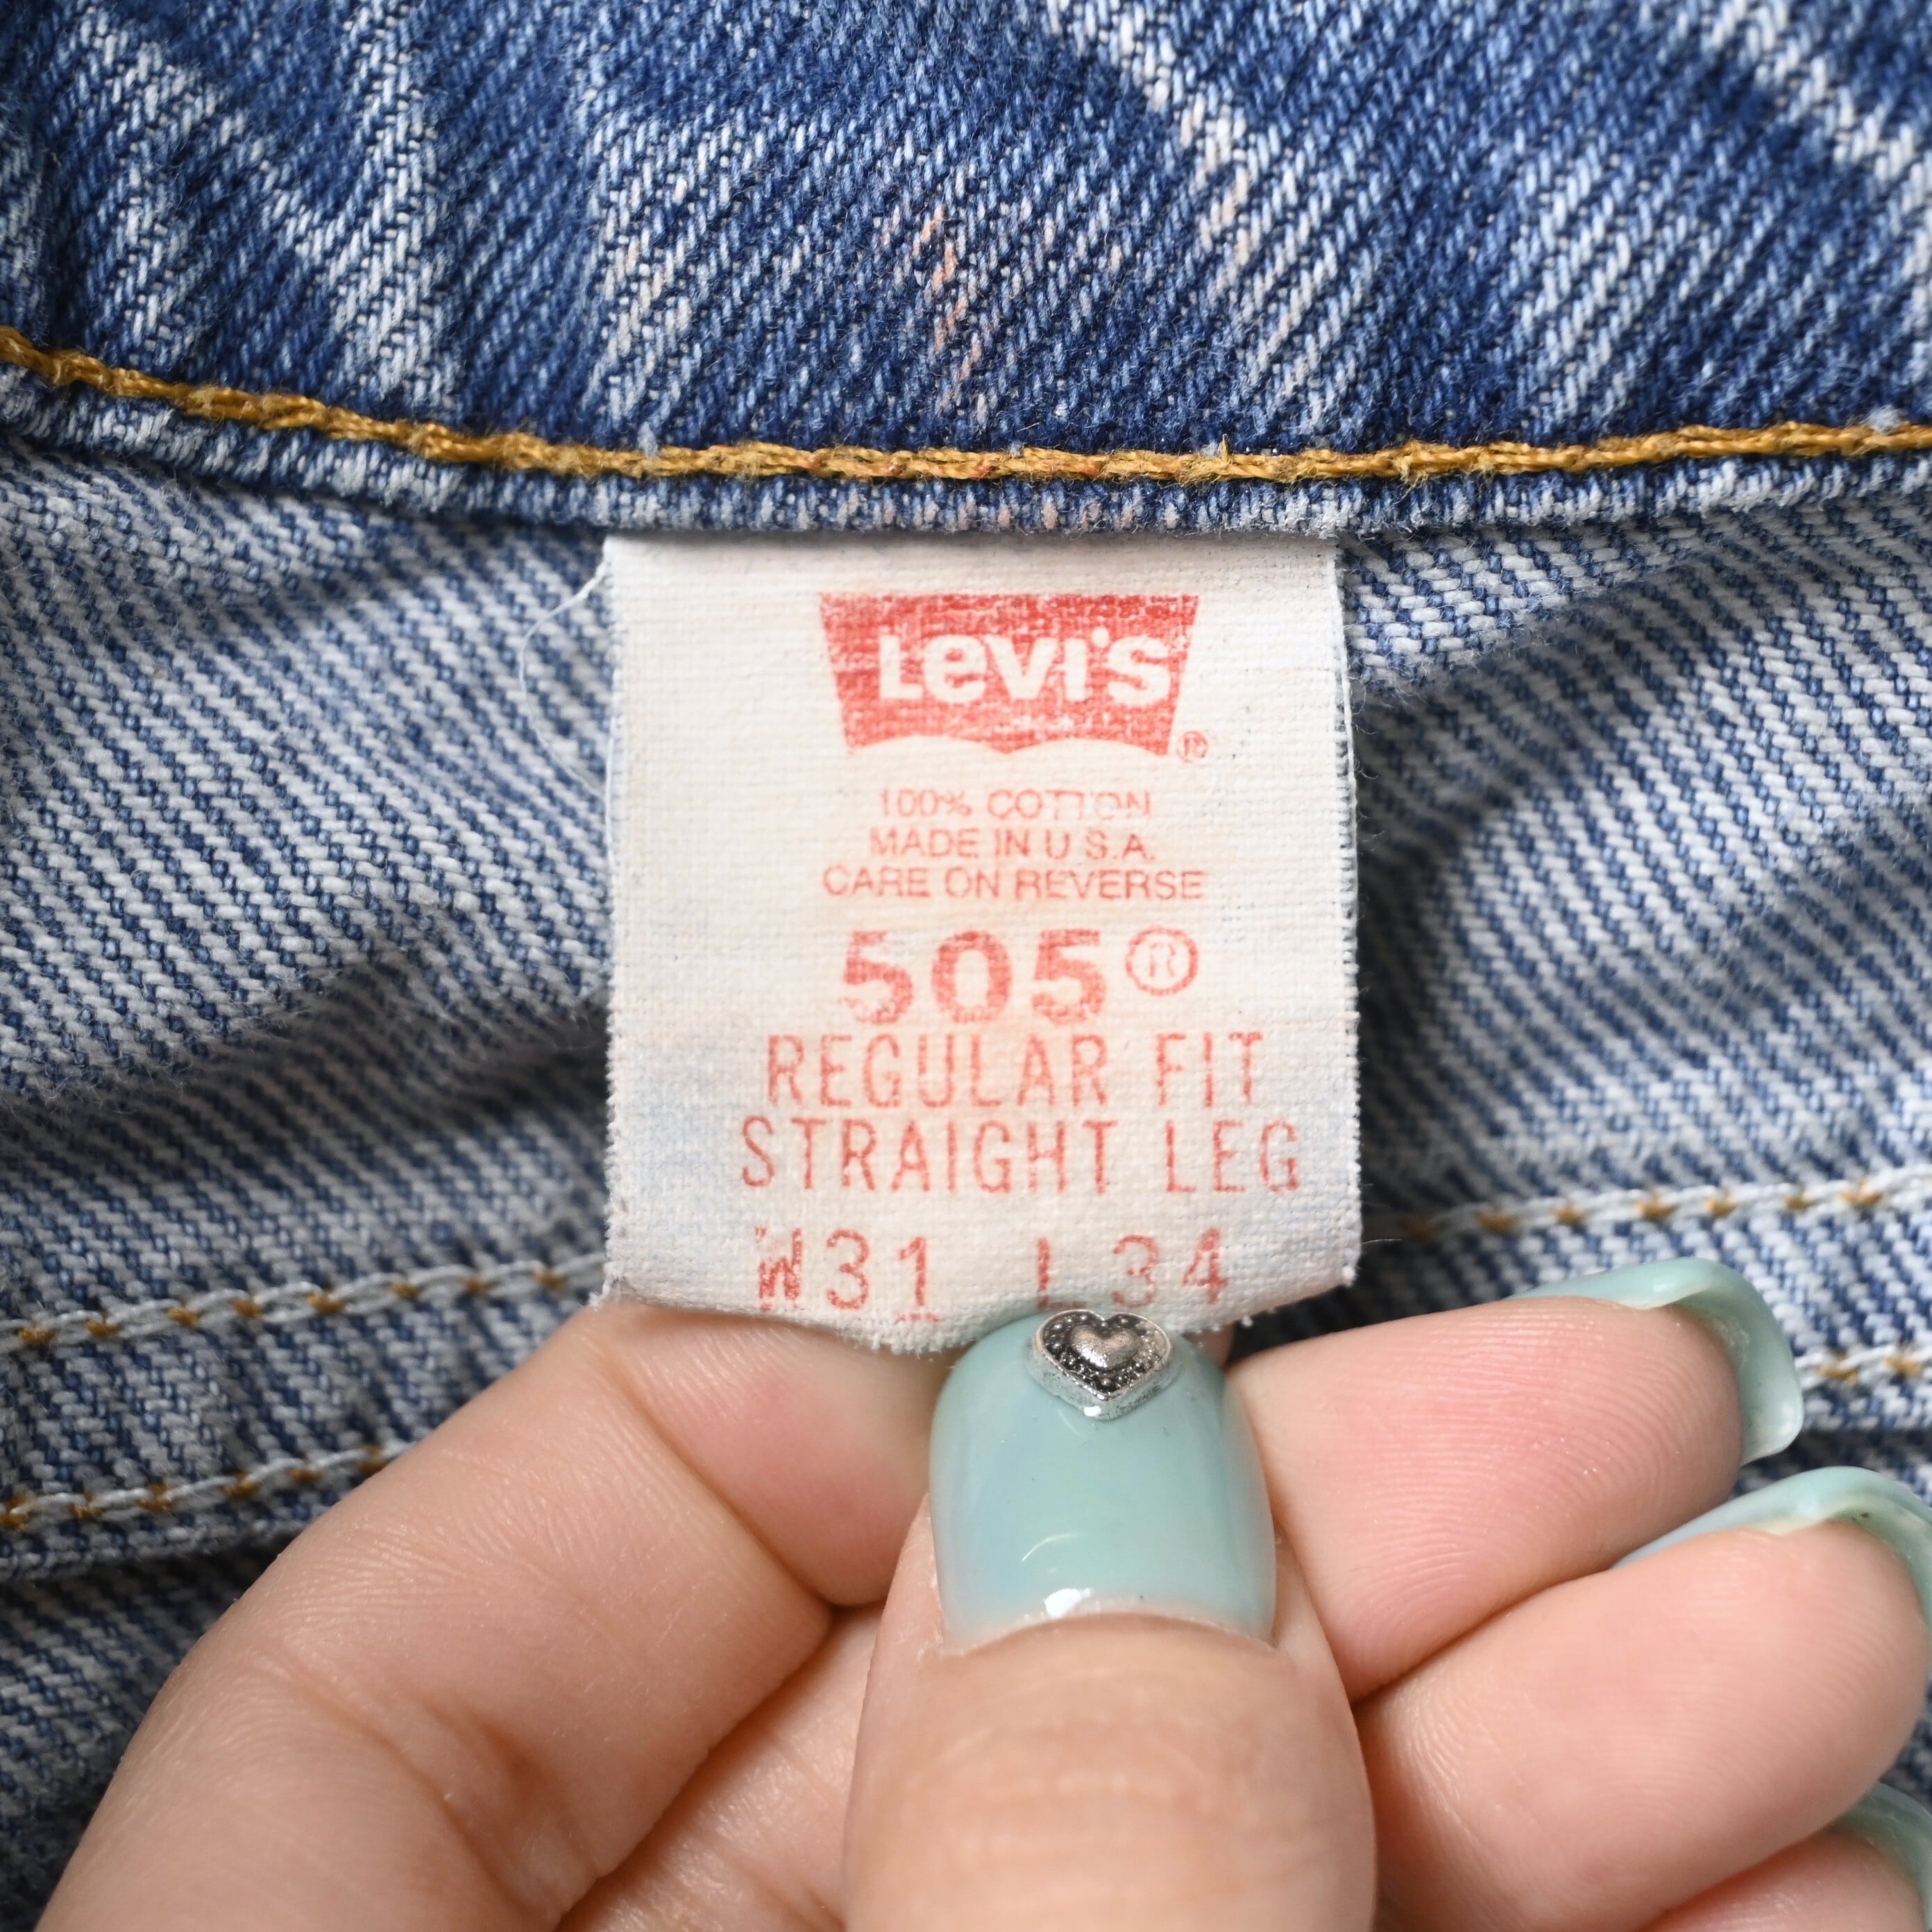 Levi's®
100% COTTON
MADE IN U.S.A.
CARE ON REVERSE
505®
REGULAR FIT
STRAIGHT LEG
W31 L34